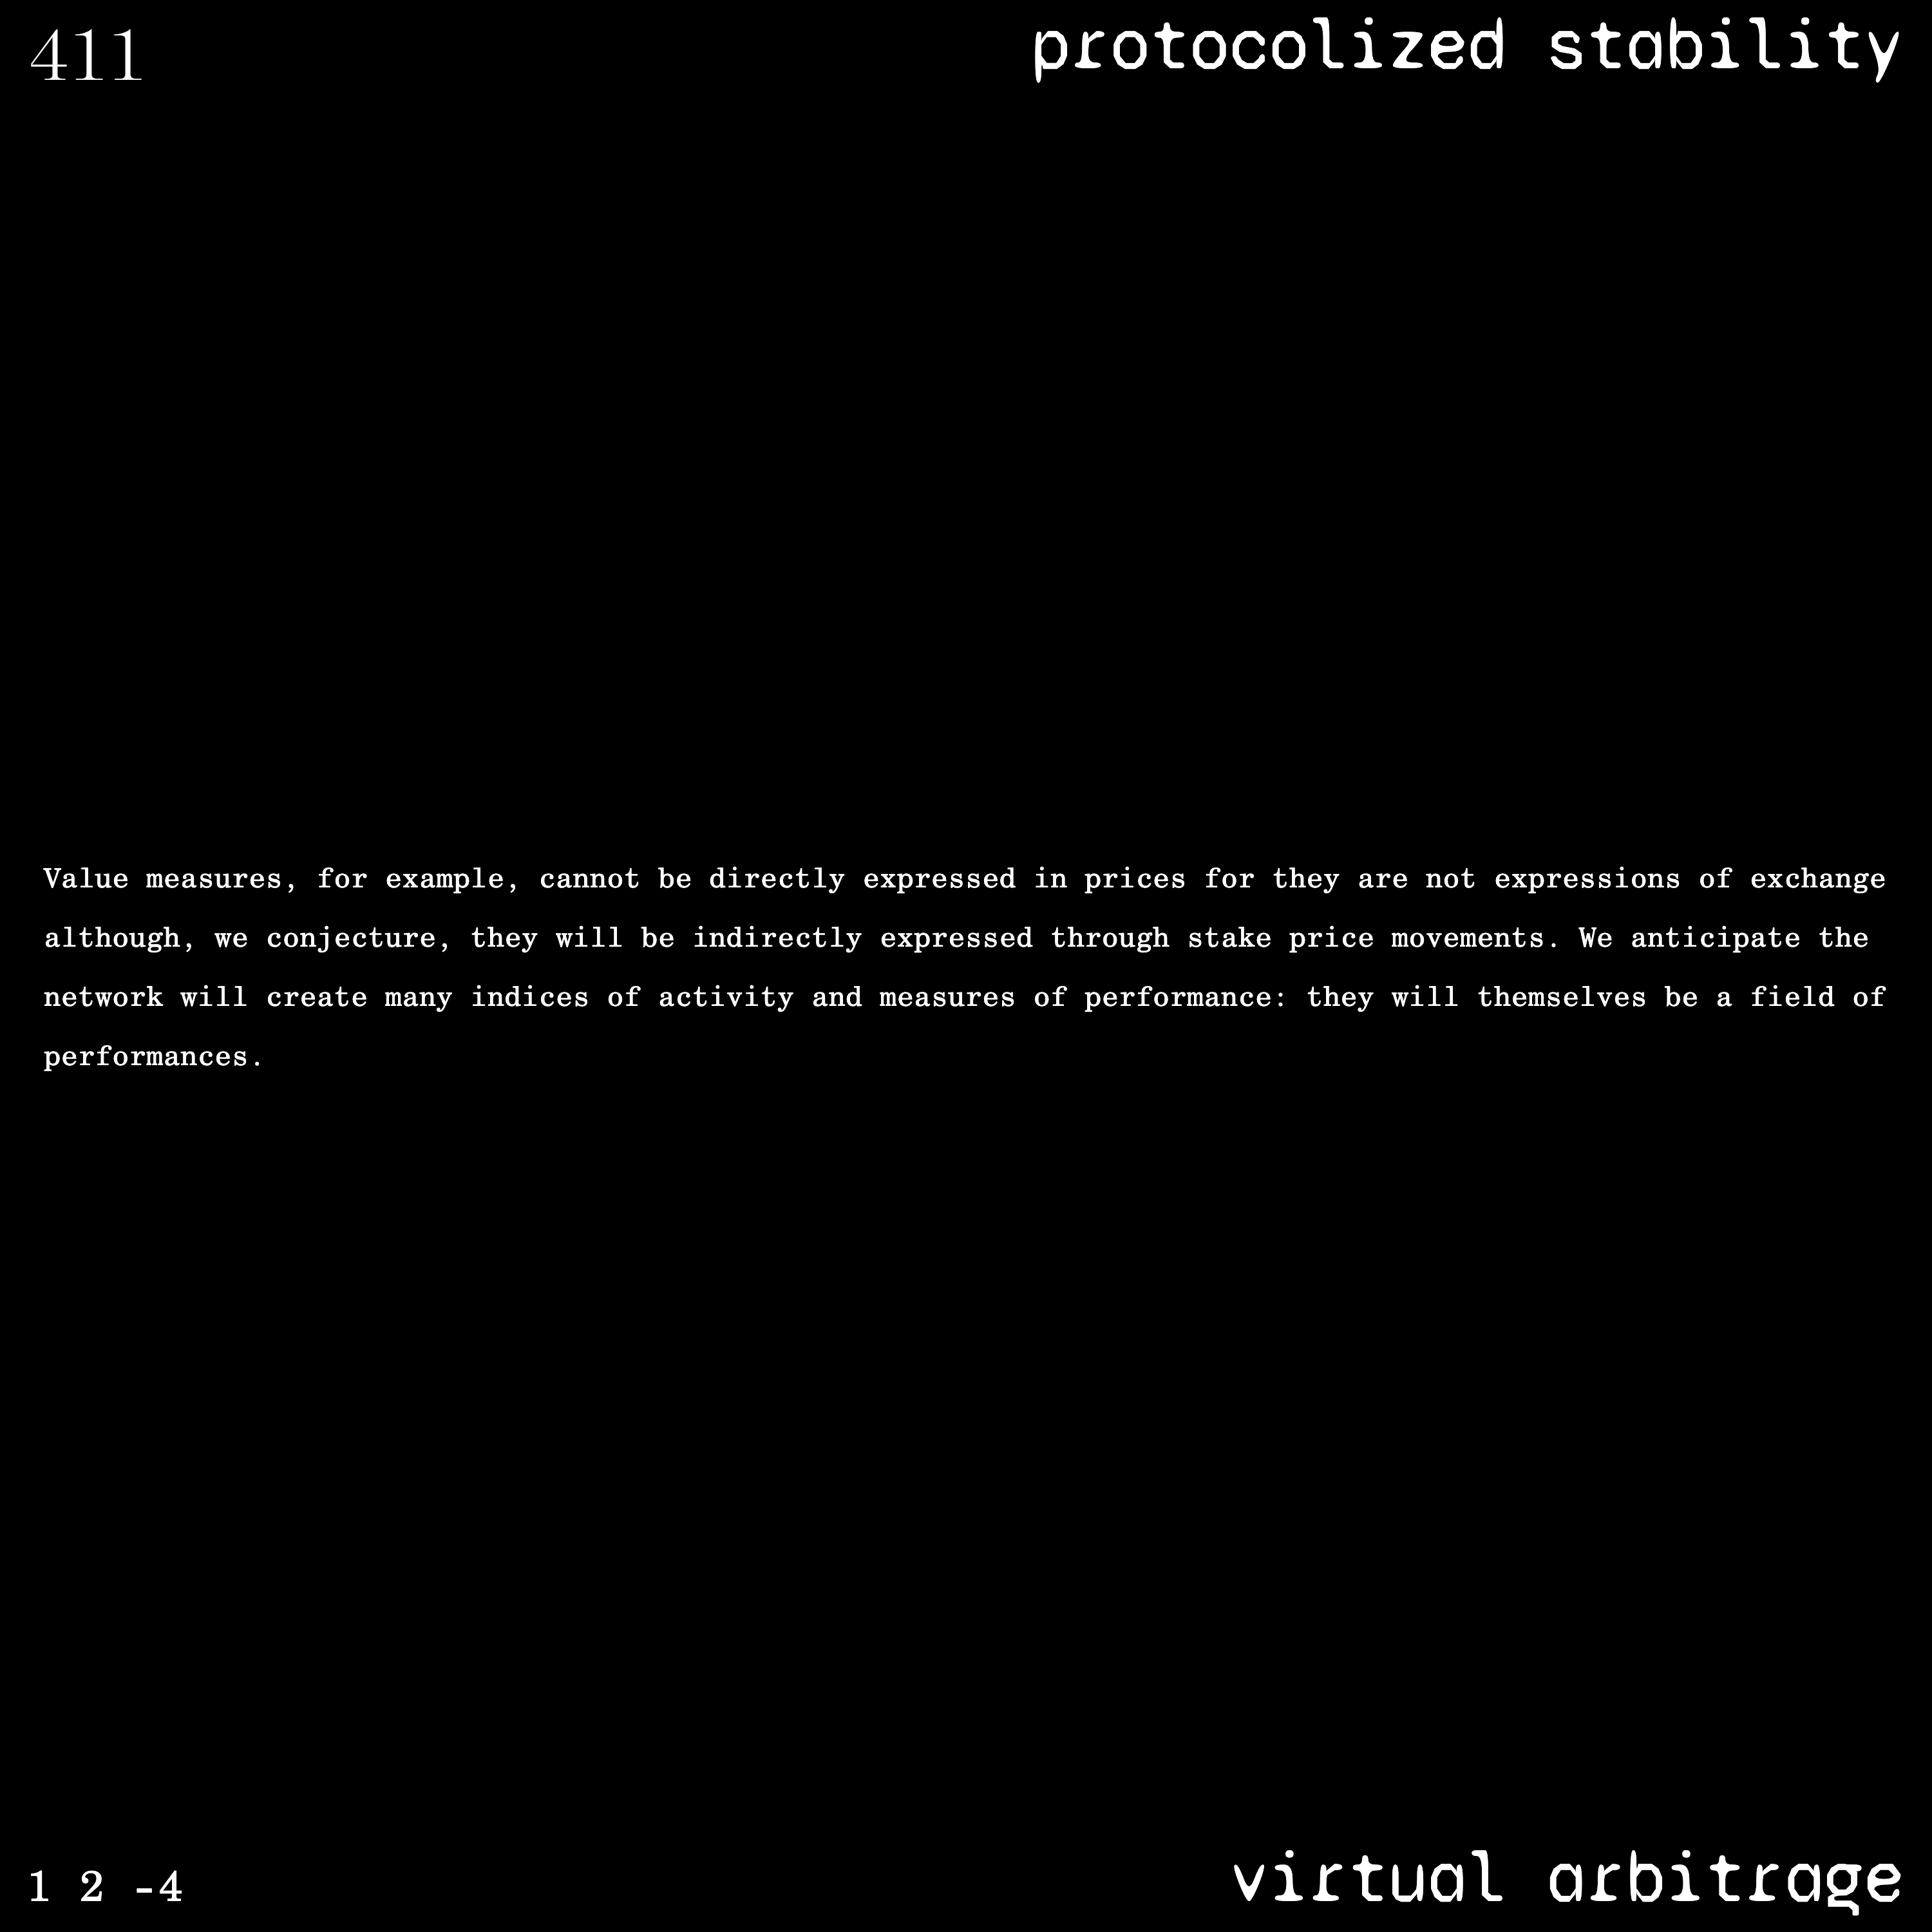 411
protocolized stability
Value measures, for example, cannot be directly expressed in prices for they are not expressions of exchange
although, we conjecture, they will be indirectly expressed through stake price movements. We anticipate the
network will create many indices of activity and measures of performance: they will themselves be a field of
performances.
1 2 -4
virtual arbitrage